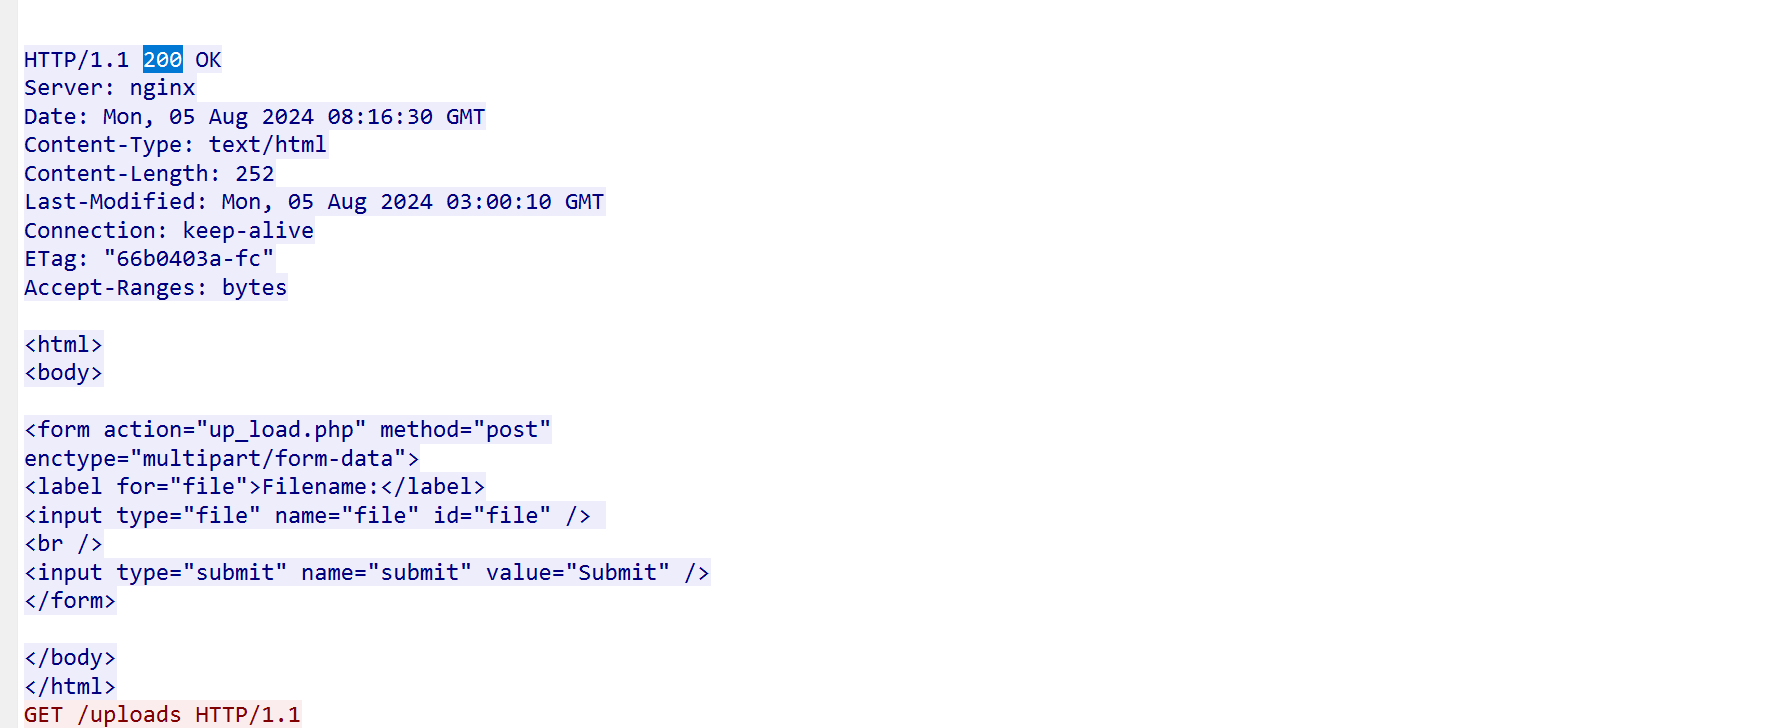 HTTP/1.1 200 OK
Server: nginx
Date: Mon, 05 Aug 2024 08:16:30 GMT
Content-Type: text/html
Content-Length: 252
Last-Modified: Mon, 05 Aug 2024 03:00:10 GMT
Connection: keep-alive
ETag: "66b0403a-fc"
Accept-Ranges: bytes
<html>
<body>
<form action="up_load.php" method="post"
enctype="multipart/form-data">
<label for="file">Filename:</label>
<input type="file" name="file" id="file" />
<br />
<input type="submit" name="submit" value="Submit" />
</form>
</body>
</html>
GET /uploads HTTP/1.1